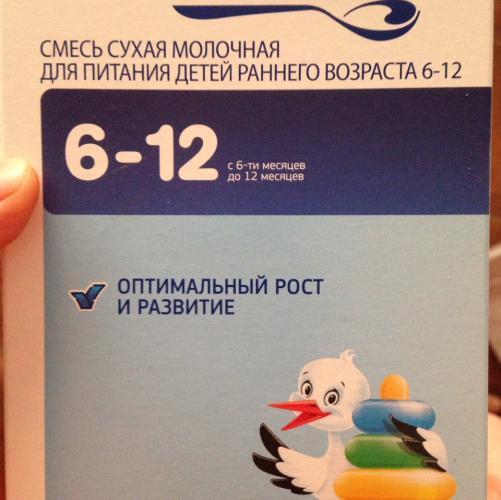 СМЕСЬ СУХАЯ МОЛОЧНАЯ
ДЛЯ ПИТАНИЯ ДЕТЕЙ РАННЕГО ВОЗРАСТА 6-12
6-12
с 6-ти месяцев
до 12 месяцев
ОПТИМАЛЬНЫЙ РОСТ
И РАЗВИТИЕ